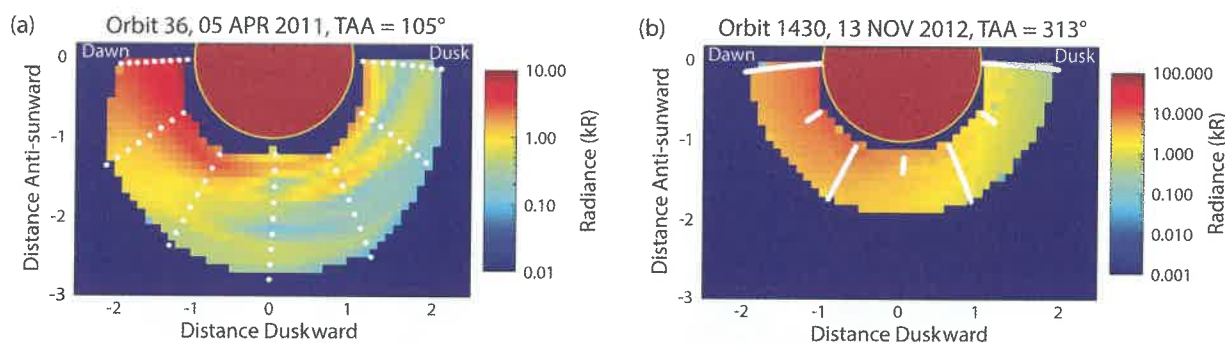 (a)
Orbit 36, 05 APR 2011, TAA = 105°
Dawn
Dusk
0
-1
-2
-3
Distance Anti-sunward
-2
-1
0
1
2
Distance Duskward
10.00
1.00
0.10
0.01
Radiance (kR)
(b)
Orbit 1430, 13 NOV 2012, TAA = 313°
Dawn
Dusk
0
-1
-2
-3
Distance Anti-sunward
-2
-1
0
1
2
Distance Duskward
100.000
10.000
1.000
0.100
0.010
0.001
Radiance (kR)